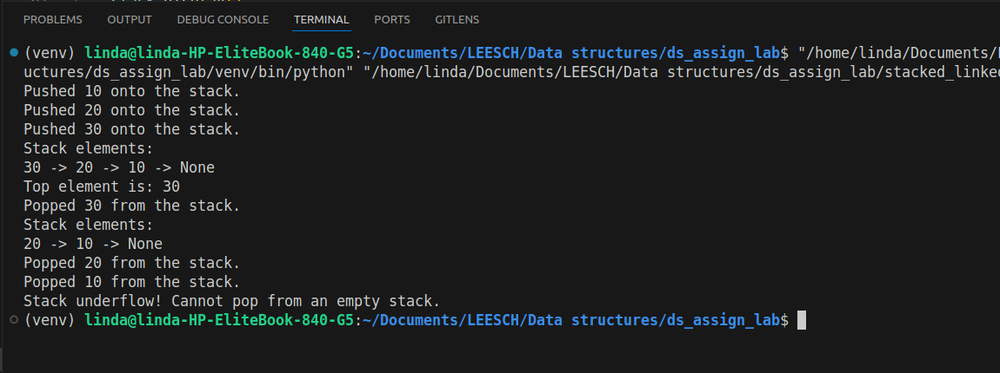 PROBLEMS OUTPUT DEBUG CONSOLE TERMINAL PORTS GITLENS
(venv) linda@linda-HP-EliteBook-840-G5:~/Documents/LEESCH/Data structures/ds_assign_lab$ "/home/linda/Documents/
uctures/ds_assign_lab/venv/bin/python" "/home/linda/Documents/LEESCH/Data structures/ds_assign_lab/stacked_linke
Pushed 10 onto the stack.
Pushed 20 onto the stack.
Pushed 30 onto the stack.
Stack elements:
30 -> 20 -> 10 -> None
Top element is: 30
Popped 30 from the stack.
Stack elements:
20 -> 10 -> None
Popped 20 from the stack.
Popped 10 from the stack.
Stack underflow! Cannot pop from an empty stack.
(venv) linda@linda-HP-EliteBook-840-G5:~/Documents/LEESCH/Data structures/ds_assign_lab$